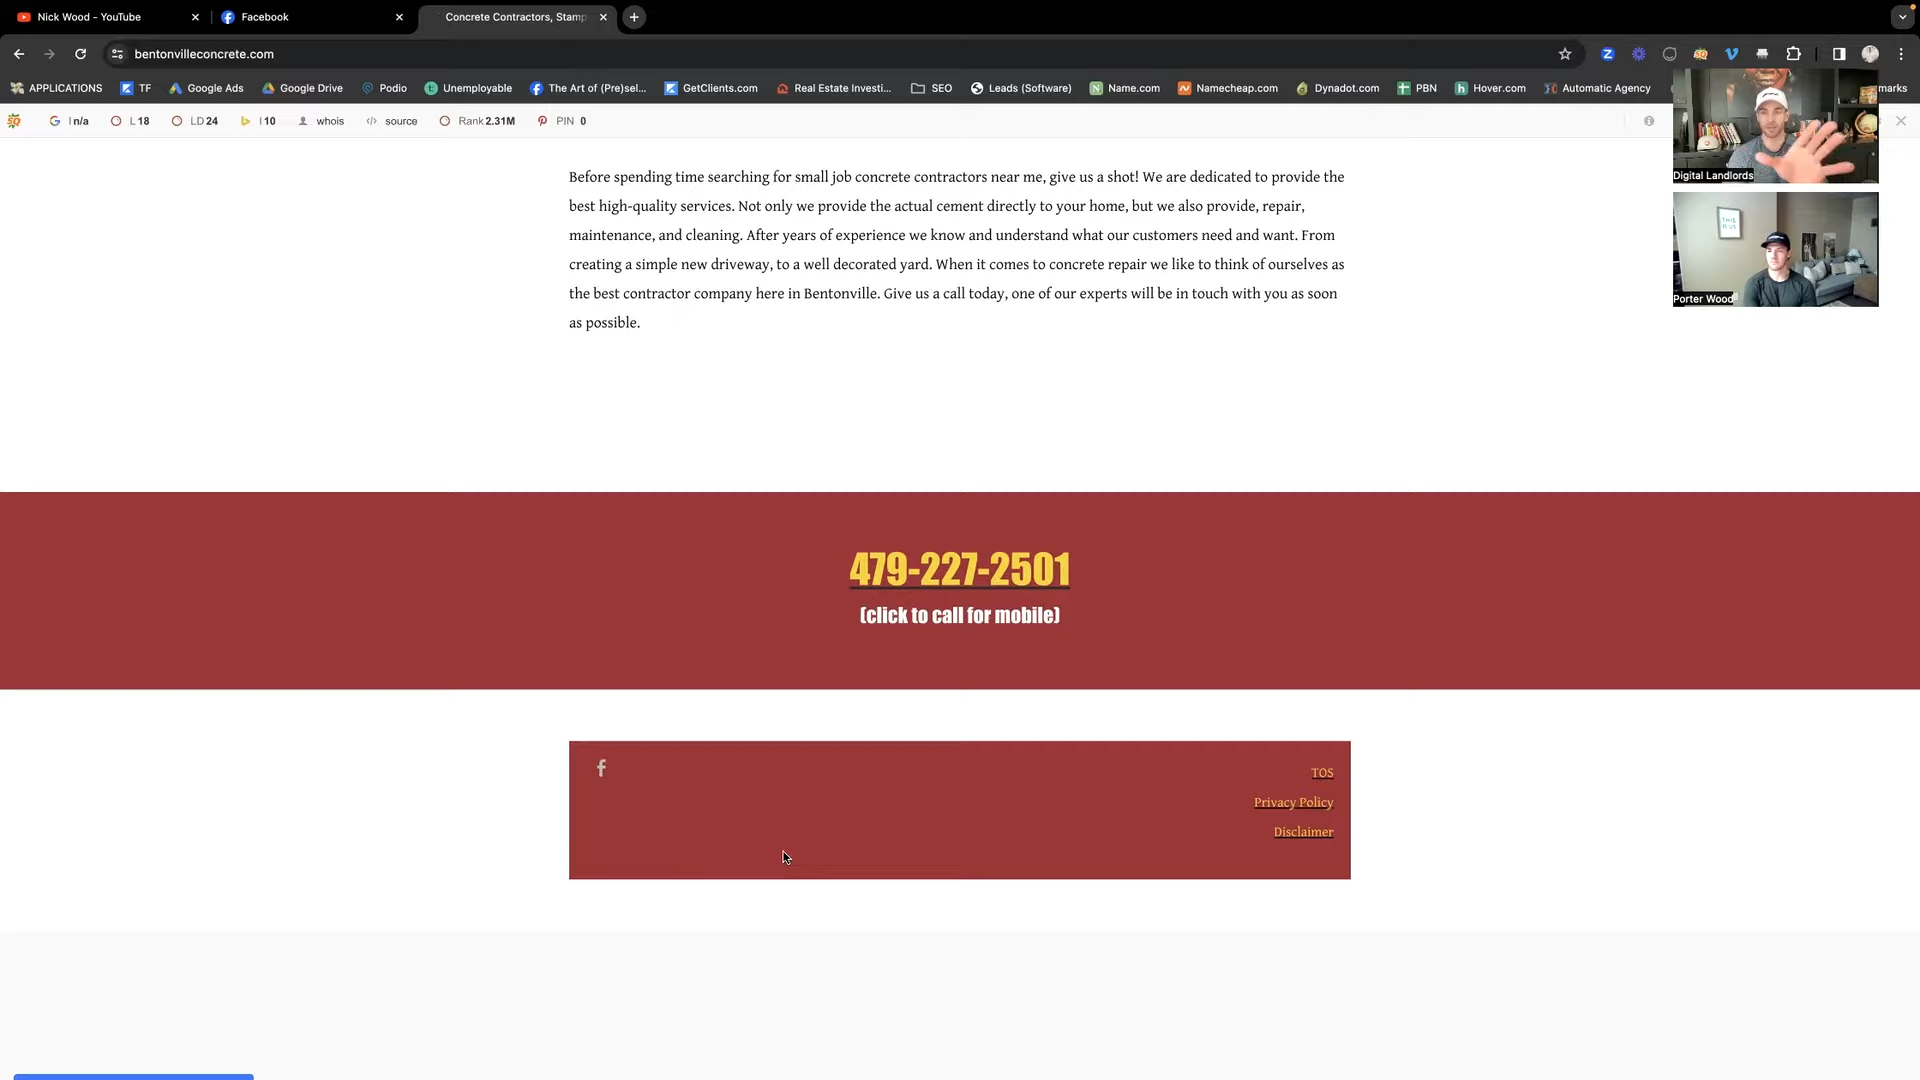 Nick Wood - YouTube
Facebook
Concrete Contractors, Stamp
bentonvilleconcrete.com
APPLICATIONS
TF
Google Ads
Google Drive
Podio
Unemployable
The Art of (Pre)sel...
GetClients.com
Real Estate Investi...
SEO
Leads (Software)
Name.com
Namecheap.com
Dynadot.com
PBN
Hover.com
Automatic Agency
marks
I n/a
L 18
LD 24
I 10
whois
source
Rank 2.31M
PIN 0
THIS
IS US
Digital Landlords
Porter Wood
Before spending time searching for small job concrete contractors near me, give us a shot! We are dedicated to provide the
best high-quality services. Not only we provide the actual cement directly to your home, but we also provide, repair,
maintenance, and cleaning. After years of experience we know and understand what our customers need and want. From
creating a simple new driveway, to a well decorated yard. When it comes to concrete repair we like to think of ourselves as
the best contractor company here in Bentonville. Give us a call today, one of our experts will be in touch with you as soon
as possible.
479-227-2501
(click to call for mobile)
TOS
Privacy Policy
Disclaimer